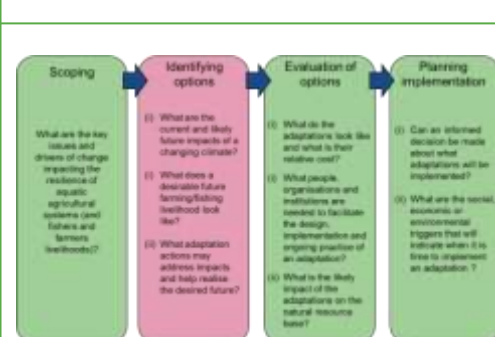 Scoping
What are the key
issues and
drivers of change
impacting the
resilience of
aquatic
agricultural
systems (and
fishers and
farmers
livelihoods)?
Identifying
options
(i) What are the
current and likely
future impacts of a
changing climate?
(i) What does a
desirable future
farming/fishing
livelihood look
like?
(ii) What adaptation
actions may
address impacts
and help realise
the desired future?
Evaluation of
options
(i) What do the
adaptations look like
and what is their
relative cost?
(i) What people,
organisations and
institutions are
needed to facilitate
the design,
implementation and
ongoing practice of
an adaptation?
(ii) What is the likely
impact of the
adaptations on the
natural resource
base?
Planning
implementation
(i) Can an informed
decision be made
about what
adaptations will be
implemented?
(ii) What are the social,
economic or
environmental
triggers that will
indicate when it is
time to implement
an adaptation ?